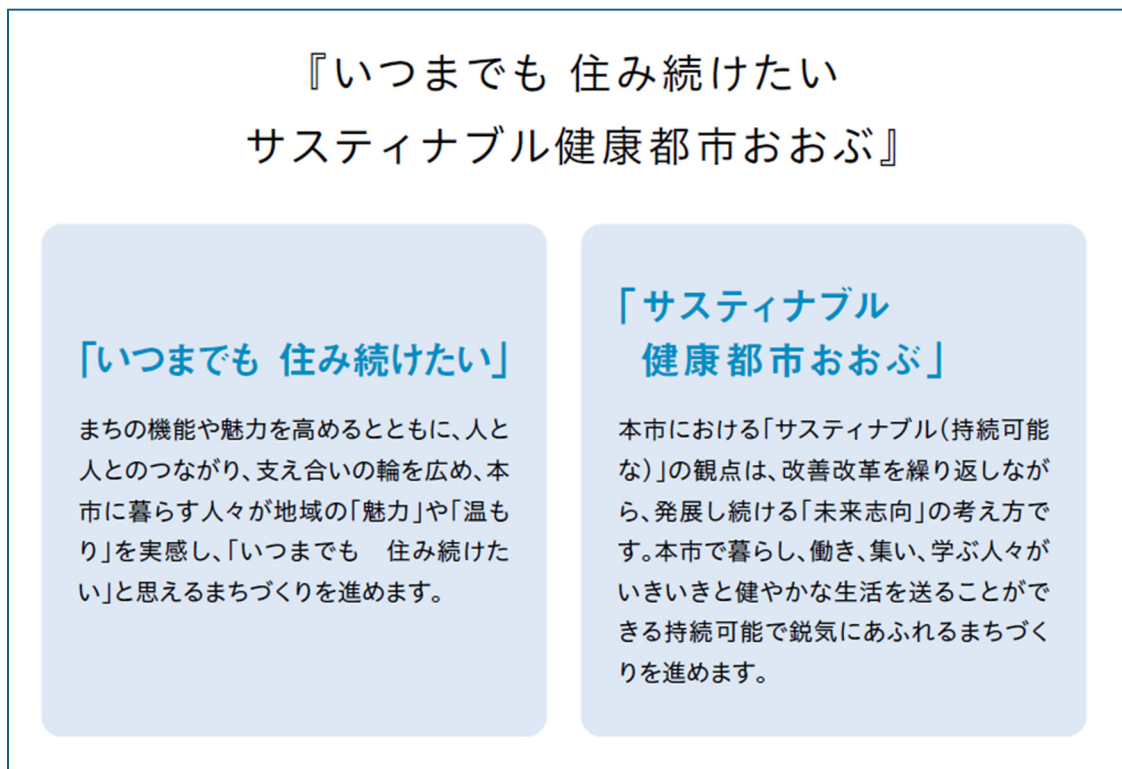 『いつまでも 住み続けたい
サスティナブル健康都市おおぶ』
「いつまでも 住み続けたい」
まちの機能や魅力を高めるとともに、人と
人とのつながり、支え合いの輪を広め、本
市に暮らす人々が地域の「魅力」や「温も
り」を実感し、「いつまでも　住み続けた
い」と思えるまちづくりを進めます。
「サスティナブル
健康都市おおぶ」
本市における「サスティナブル（持続可能
な）」の観点は、改善改革を繰り返しなが
ら、発展し続ける「未来志向」の考え方で
す。本市で暮らし、働き、集い、学ぶ人々が
いきいきと健やかな生活を送ることがで
きる持続可能で鋭気にあふれるまちづく
りを進めます。